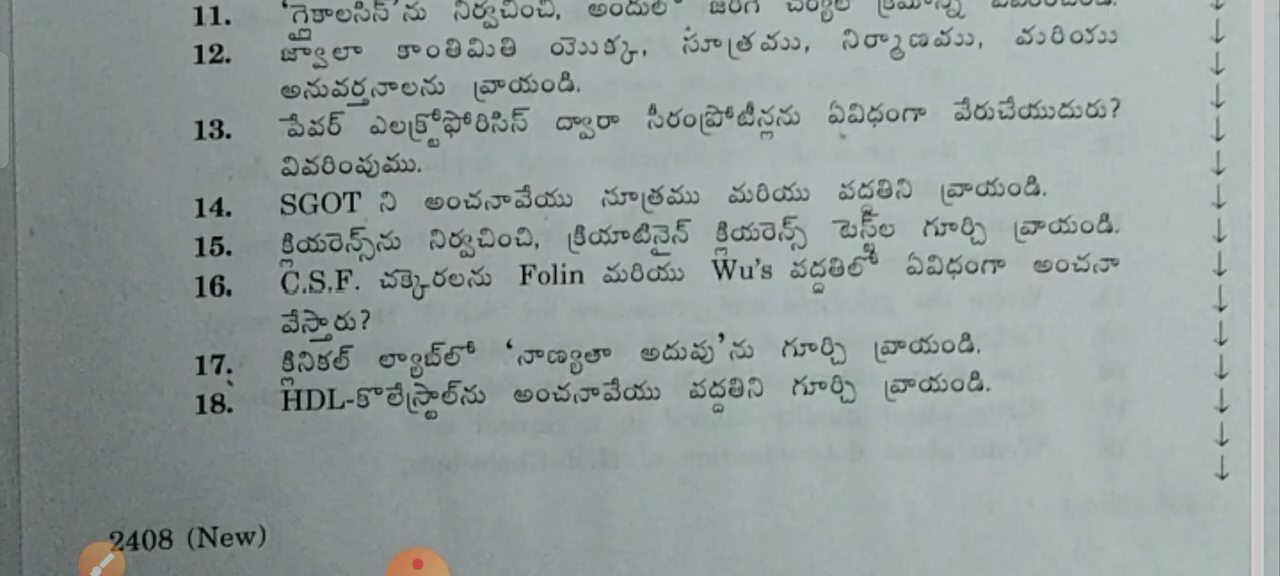 11. 'గ్లైకాలసిస్'ను నిర్వచించి, అందులో జరిగే చర్యల క్రమాన్ని వివరించండి.
12. జ్వాలా కాంతిమితి యొక్క, సూత్రము, నిర్మాణము, మరియు
అనువర్తనాలను వ్రాయండి.
13. పేపర్ ఎలక్ట్రోఫోరిసిస్ ద్వారా సీరంప్రోటీన్లను ఏవిధంగా వేరుచేయుదురు?
వివరింపుము.
14. SGOT ని అంచనావేయు సూత్రము మరియు పద్ధతిని వ్రాయండి.
15. క్లియరెన్స్‌ను నిర్వచించి, క్రియాటినైన్ క్లియరెన్స్ టెస్ట్‌ల గూర్చి వ్రాయండి.
16. C.S.F. చక్కెరలను Folin మరియు Wu's పద్ధతిలో ఏవిధంగా అంచనా
వేస్తారు?
17. క్లినికల్ ల్యాబ్‌లో 'నాణ్యతా అదుపు'ను గూర్చి వ్రాయండి.
18. HDL-కొలేస్ట్రాల్‌ను అంచనావేయు పద్ధతిని గూర్చి వ్రాయండి.
2408 (New)